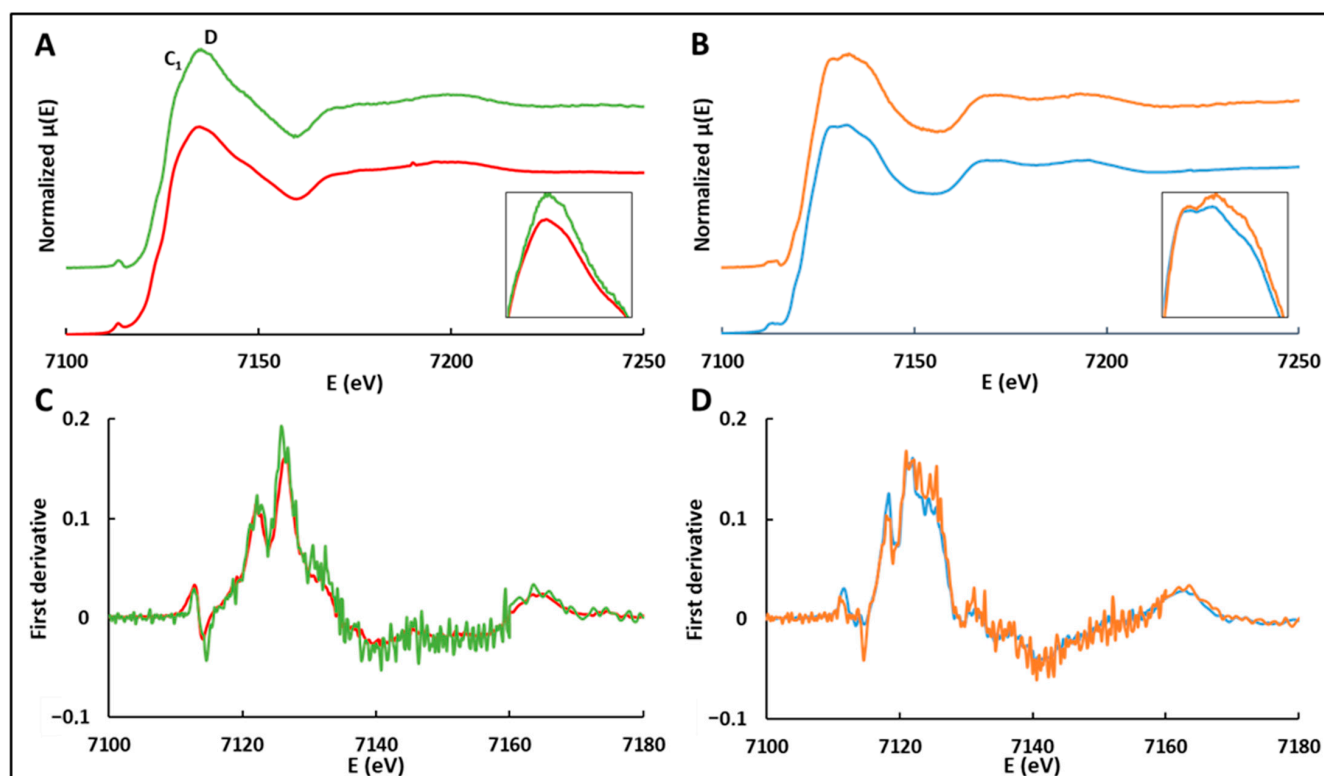 A
D
C₁
Normalized μ(E)
7100
7150
7200
7250
E (eV)
B
Normalized μ(E)
7100
7150
7200
7250
E (eV)
C
0.2
0.1
0
−0.1
First derivative
7100
7120
7140
7160
7180
E (eV)
D
0.2
0.1
0
−0.1
First derivative
7100
7120
7140
7160
7180
E (eV)